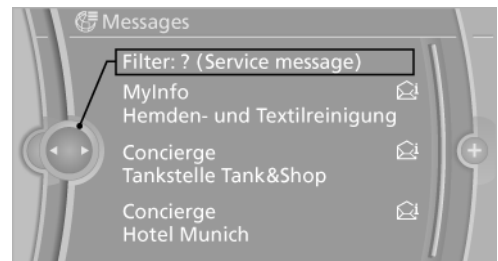 Messages
Filter: ? (Service message)
MyInfo
Hemden- und Textilreinigung
Concierge
Tankstelle Tank&Shop
Concierge
Hotel Munich